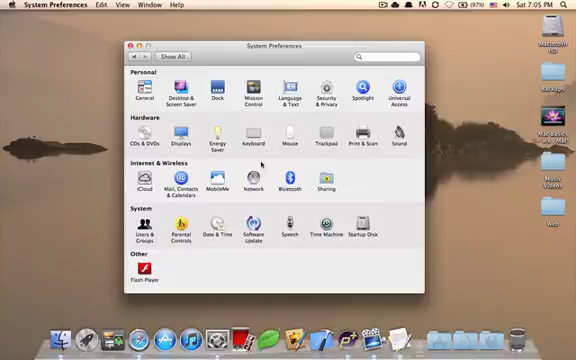 System Preferences Edit View Window Help
(97%) Sat 7:05 PM
System Preferences
Show All
Personal
General Desktop & Screen Saver Dock Mission Control Language & Text Security & Privacy Spotlight Universal Access
Hardware
CDs & DVDs Displays Energy Saver Keyboard Mouse Trackpad Print & Scan Sound
Internet & Wireless
iCloud Mail, Contacts & Calendars MobileMe Network Bluetooth Sharing
System
Users & Groups Parental Controls Date & Time Software Update Speech Time Machine Startup Disk
Other
Flash Player
Macintosh HD
Backups
Mac Basics
Music Videos
Web